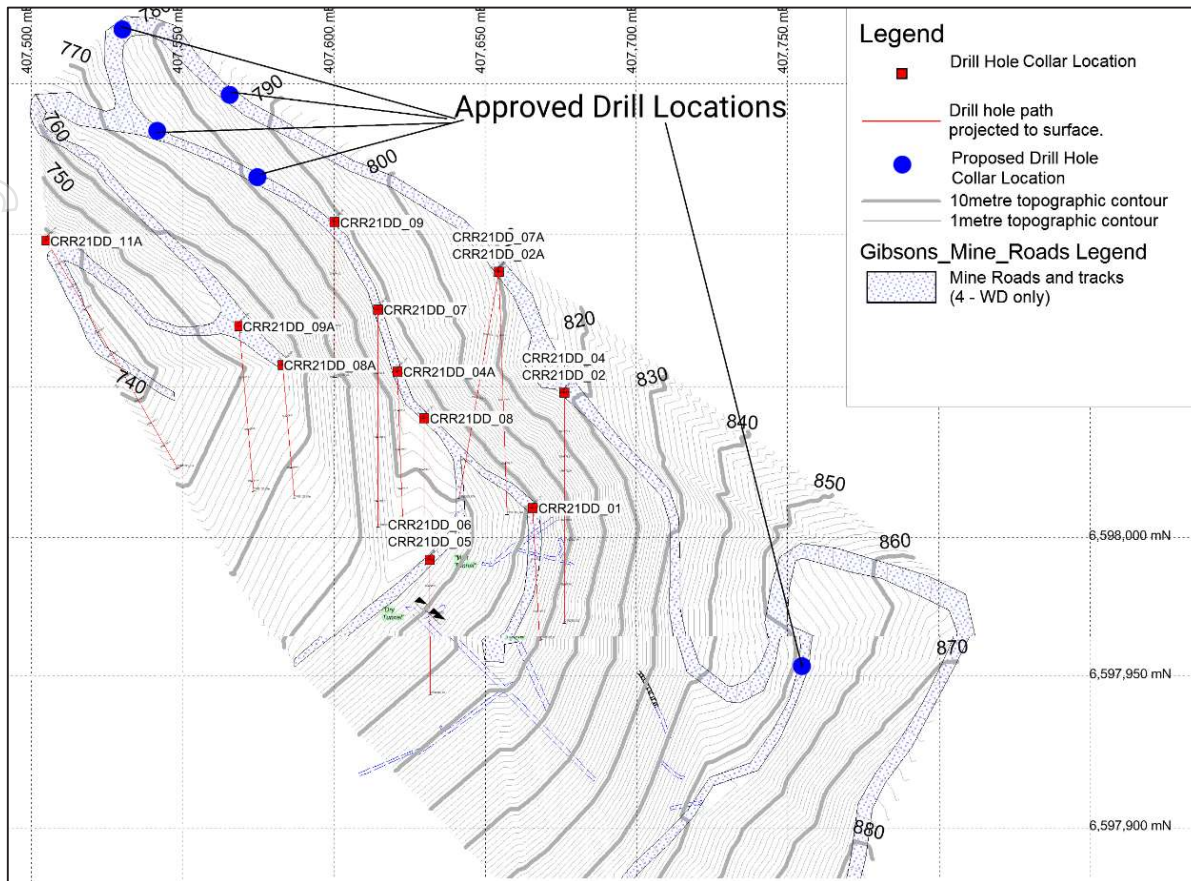 407,500 mE
407,550 mE
407,600 mE
407,650 mE
407,700 mE
407,750 mE
780
770
790
760
750
800
Approved Drill Locations
CRR21DD_09
CRR21DD_11A
CRR21DD_07A
CRR21DD_02A
CRR21DD_07
CRR21DD_09A
820
CRR21DD_04
CRR21DD_02
CRR21DD_08A
CRR21DD_04A
830
740
CRR21DD_08
840
850
CRR21DD_01
CRR21DD_06
CRR21DD_05
860
870
880
"Dry
Tunnel"
6,598,000 mN
6,597,950 mN
6,597,900 mN
Legend
Drill Hole Collar Location
Drill hole path
projected to surface.
Proposed Drill Hole
Collar Location
10metre topographic contour
1metre topographic contour
Gibsons_Mine_Roads Legend
Mine Roads and tracks
(4 - WD only)